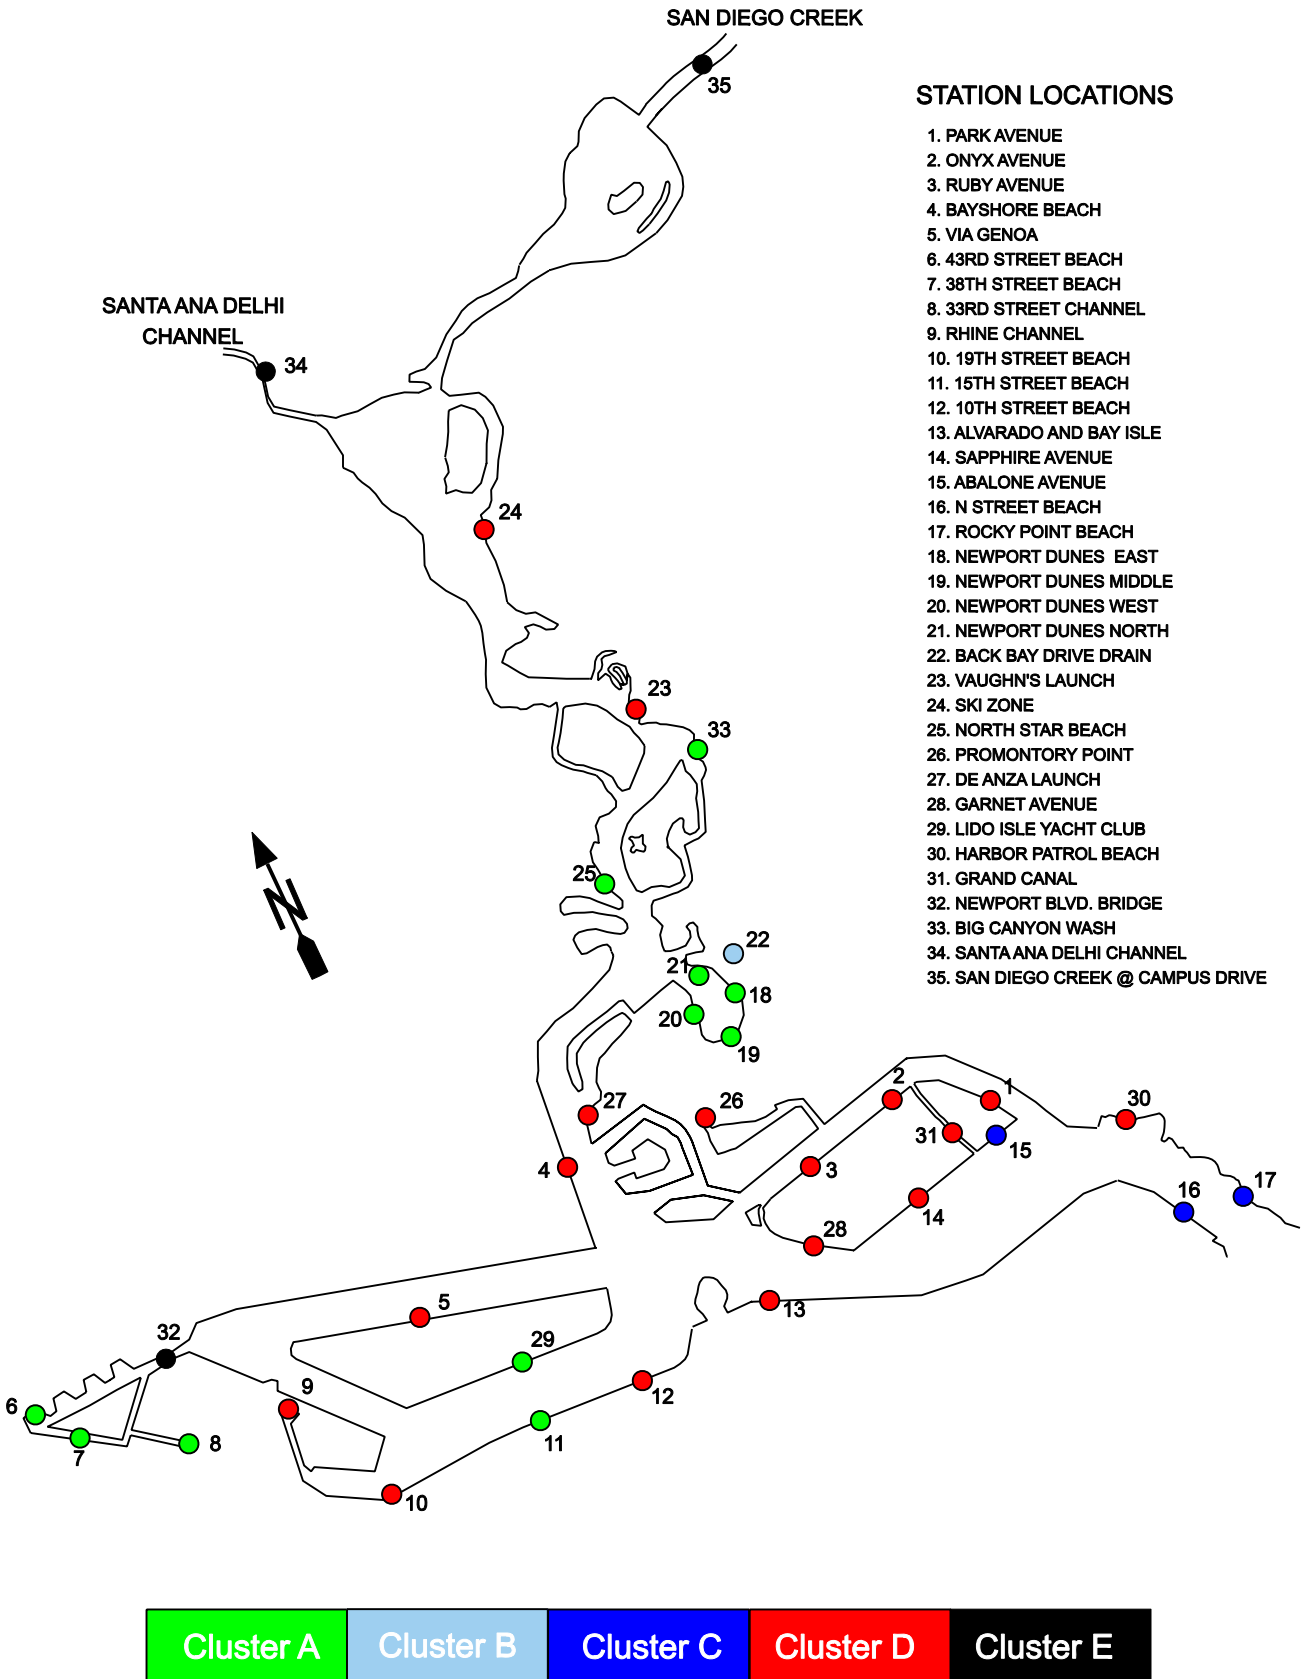 SAN DIEGO CREEK
35
STATION LOCATIONS
1. PARK AVENUE
2. ONYX AVENUE
3. RUBY AVENUE
4. BAYSHORE BEACH
5. VIA GENOA
6. 43RD STREET BEACH
7. 38TH STREET BEACH
8. 33RD STREET CHANNEL
9. RHINE CHANNEL
10. 19TH STREET BEACH
11. 15TH STREET BEACH
12. 10TH STREET BEACH
13. ALVARADO AND BAY ISLE
14. SAPPHIRE AVENUE
15. ABALONE AVENUE
16. N STREET BEACH
17. ROCKY POINT BEACH
18. NEWPORT DUNES EAST
19. NEWPORT DUNES MIDDLE
20. NEWPORT DUNES WEST
21. NEWPORT DUNES NORTH
22. BACK BAY DRIVE DRAIN
23. VAUGHN'S LAUNCH
24. SKI ZONE
25. NORTH STAR BEACH
26. PROMONTORY POINT
27. DE ANZA LAUNCH
28. GARNET AVENUE
29. LIDO ISLE YACHT CLUB
30. HARBOR PATROL BEACH
31. GRAND CANAL
32. NEWPORT BLVD. BRIDGE
33. BIG CANYON WASH
34. SANTA ANA DELHI CHANNEL
35. SAN DIEGO CREEK @ CAMPUS DRIVE
SANTA ANA DELHI
CHANNEL
34
24
23
33
25
N
22
21
18
20
19
2
1
27
26
30
31
15
4
3
17
16
14
28
5
13
32
29
9
12
6
11
8
7
10
Cluster A
Cluster B
Cluster C
Cluster D
Cluster E